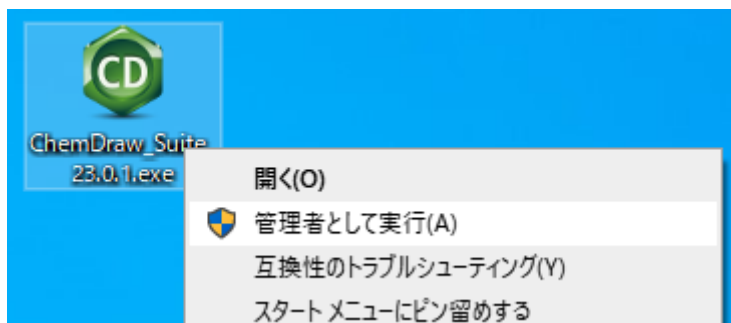 CD
ChemDraw_Suite
23.0.1.exe
開く(O)
管理者として実行(A)
互換性のトラブルシューティング(Y)
スタート メニューにピン留めする